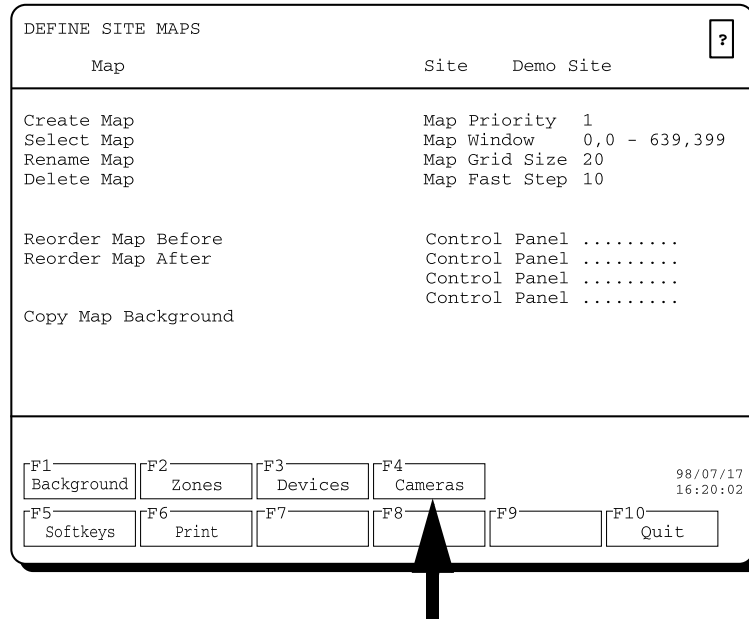 DEFINE SITE MAPS
?
Map Site Demo Site
Create Map Map Priority 1
Select Map Map Window 0,0 - 639,399
Rename Map Map Grid Size 20
Delete Map Map Fast Step 10
Reorder Map Before Control Panel .........
Reorder Map After Control Panel .........
Control Panel .........
Control Panel .........
Copy Map Background
F1 F2 F3 F4
Background Zones Devices Cameras
98/07/17
16:20:02
F5 F6 F7 F8 F9 F10
Softkeys Print Quit